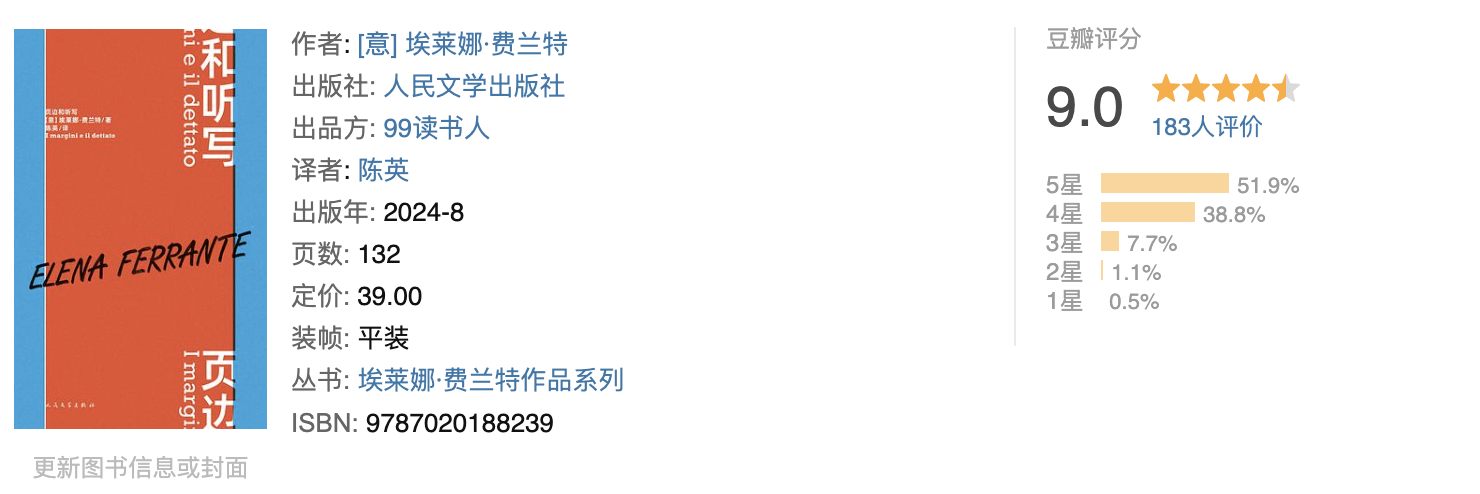 页边和听写
[意] 埃莱娜·费兰特/著
陈英/译
I margini e il dettato
边和听写
ni e il dettato
ELENA FERRANTE
页边
I margi
人民文学出版社
更新图书信息或封面
作者: [意] 埃莱娜·费兰特
出版社: 人民文学出版社
出品方: 99读书人
译者: 陈英
出版年: 2024-8
页数: 132
定价: 39.00
装帧: 平装
丛书: 埃莱娜·费兰特作品系列
ISBN: 9787020188239
豆瓣评分
9.0
183人评价
5星 51.9%
4星 38.8%
3星 7.7%
2星 1.1%
1星 0.5%